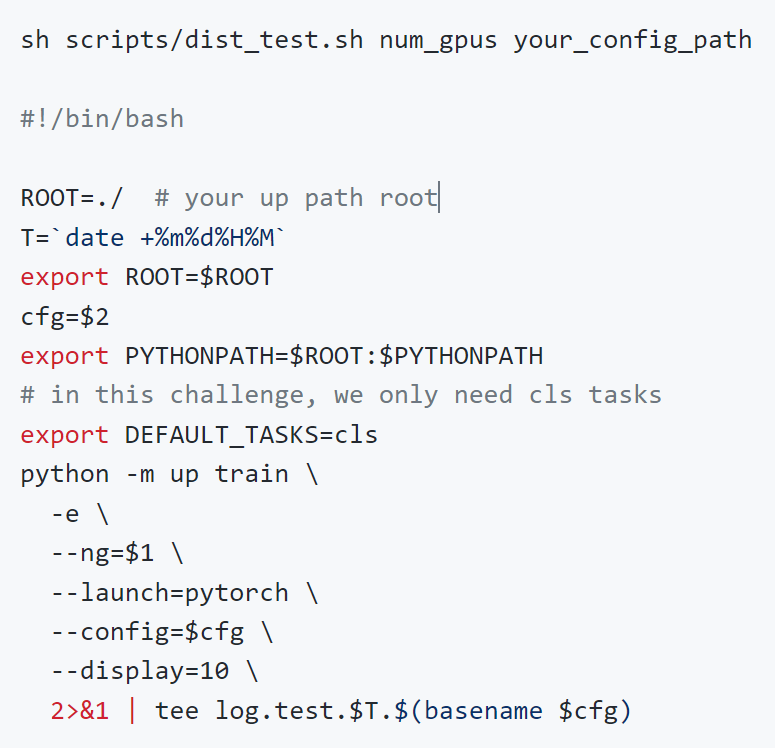 sh scripts/dist_test.sh num_gpus your_config_path
#!/bin/bash
ROOT=./  # your up path root
T=`date +%m%d%H%M`
export ROOT=$ROOT
cfg=$2
export PYTHONPATH=$ROOT:$PYTHONPATH
# in this challenge, we only need cls tasks
export DEFAULT_TASKS=cls
python -m up train \
  -e \
  --ng=$1 \
  --launch=pytorch \
  --config=$cfg \
  --display=10 \
  2>&1 | tee log.test.$T.$(basename $cfg)